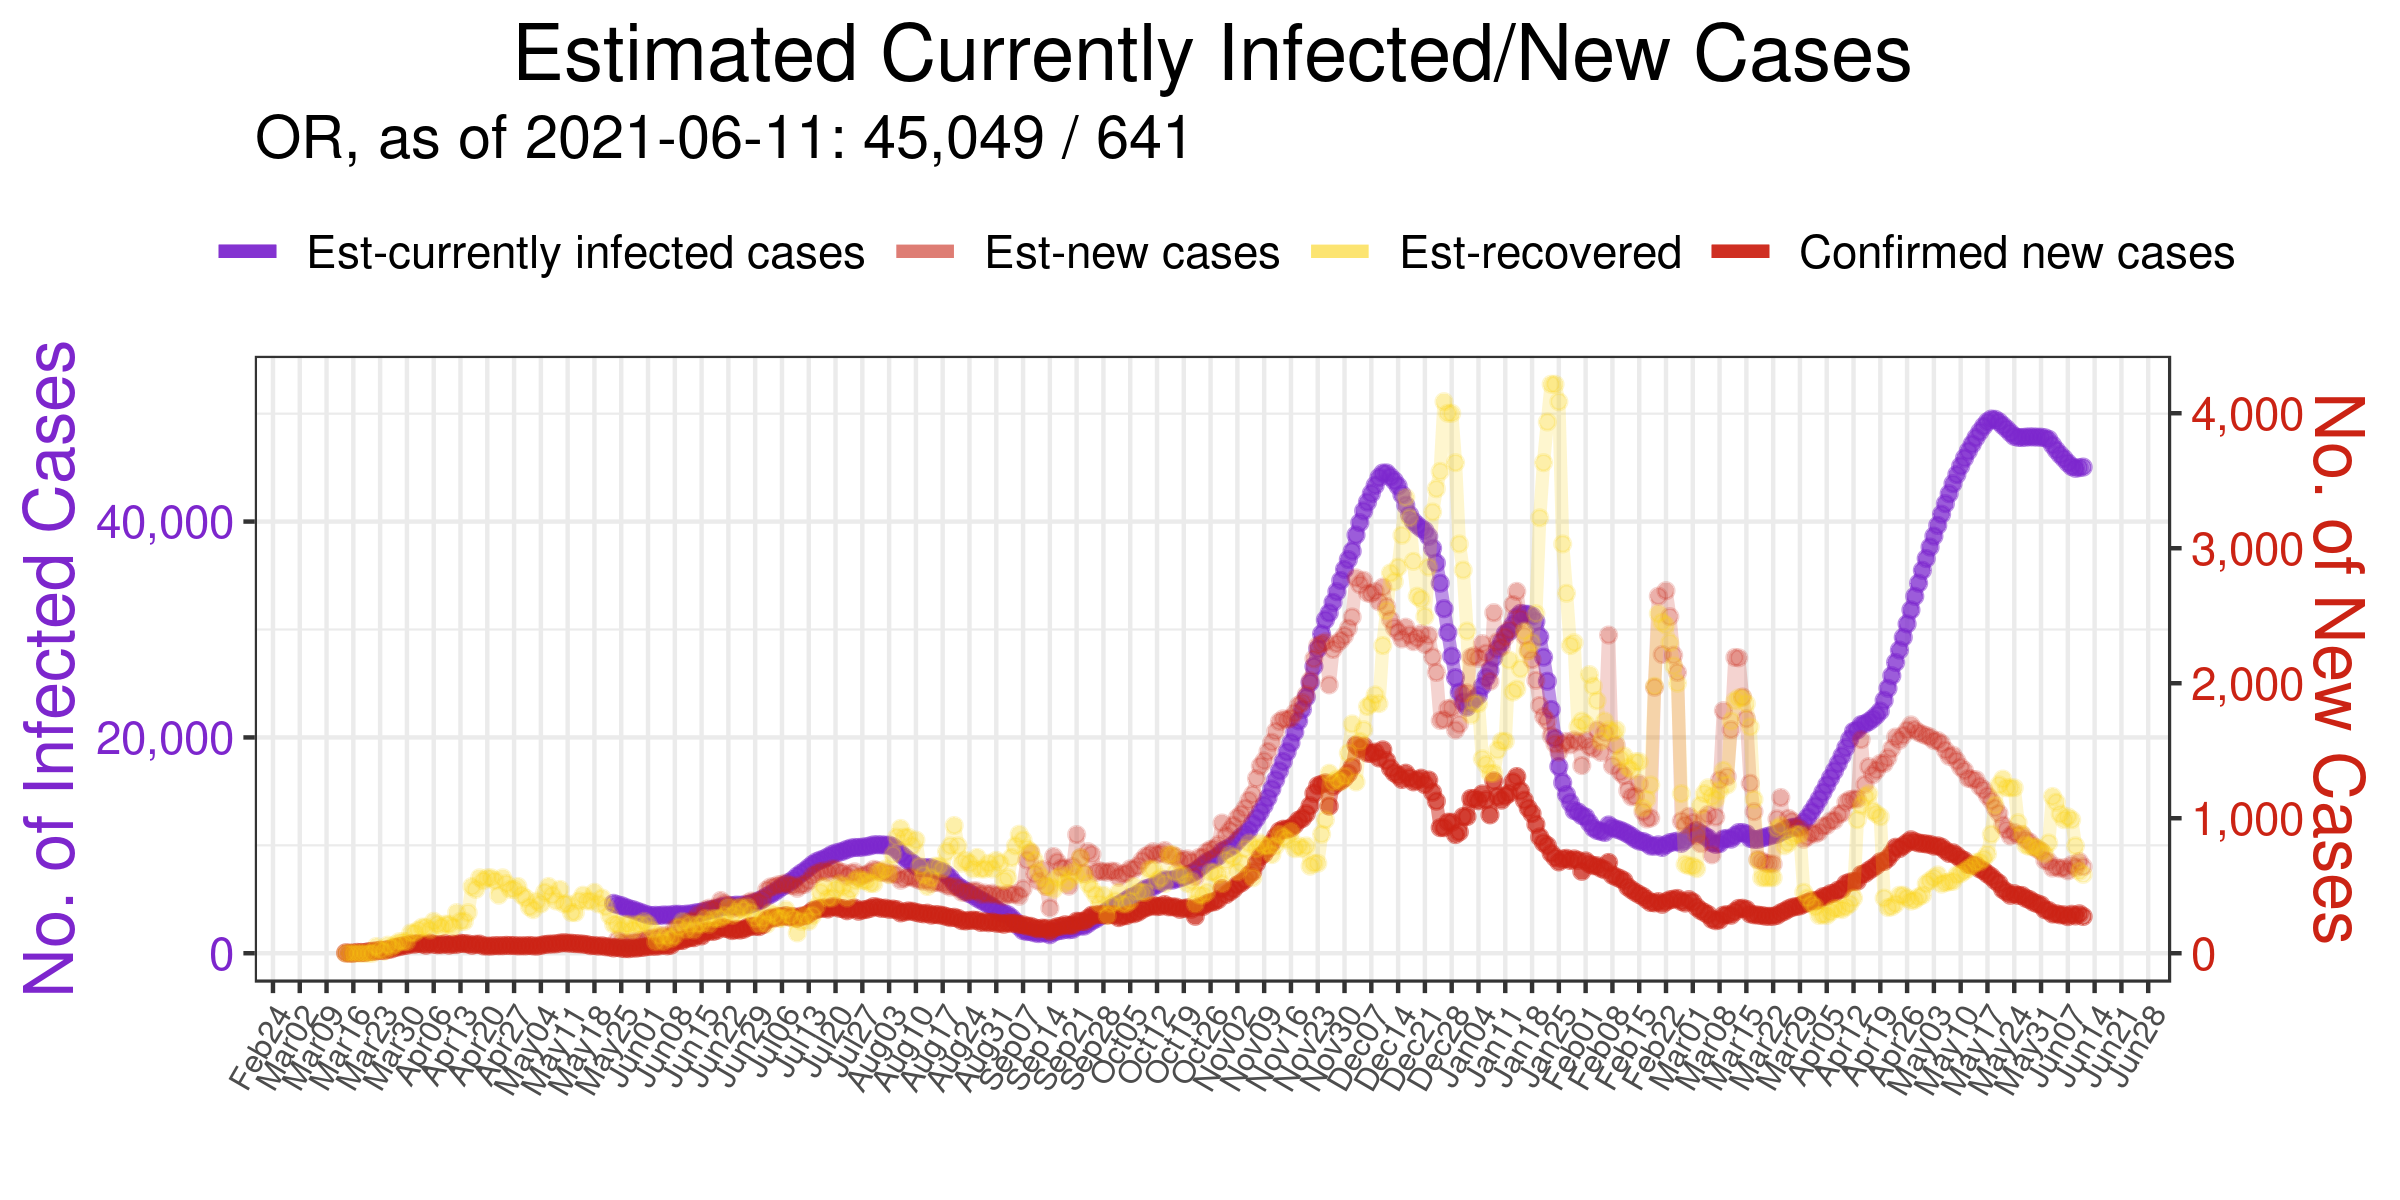 Estimated Currently Infected/New Cases
OR, as of 2021-06-11: 45,049 / 641
Est-currently infected cases Est-new cases Est-recovered Confirmed new cases
No. of Infected Cases
40,000
20,000
0
4,000
3,000
2,000
1,000
0
No. of New Cases
Feb24
Mar02
Mar09
Mar16
Mar23
Mar30
Apr06
Apr13
Apr20
Apr27
May04
May11
May18
May25
Jun01
Jun08
Jun15
Jun22
Jun29
Jul06
Jul13
Jul20
Jul27
Aug03
Aug10
Aug17
Aug24
Aug31
Sep07
Sep14
Sep21
Sep28
Oct05
Oct12
Oct19
Oct26
Nov02
Nov09
Nov16
Nov23
Nov30
Dec07
Dec14
Dec21
Dec28
Jan04
Jan11
Jan18
Jan25
Feb01
Feb08
Feb15
Feb22
Mar01
Mar08
Mar15
Mar22
Mar29
Apr05
Apr12
Apr19
Apr26
May03
May10
May17
May24
May31
Jun07
Jun14
Jun21
Jun28